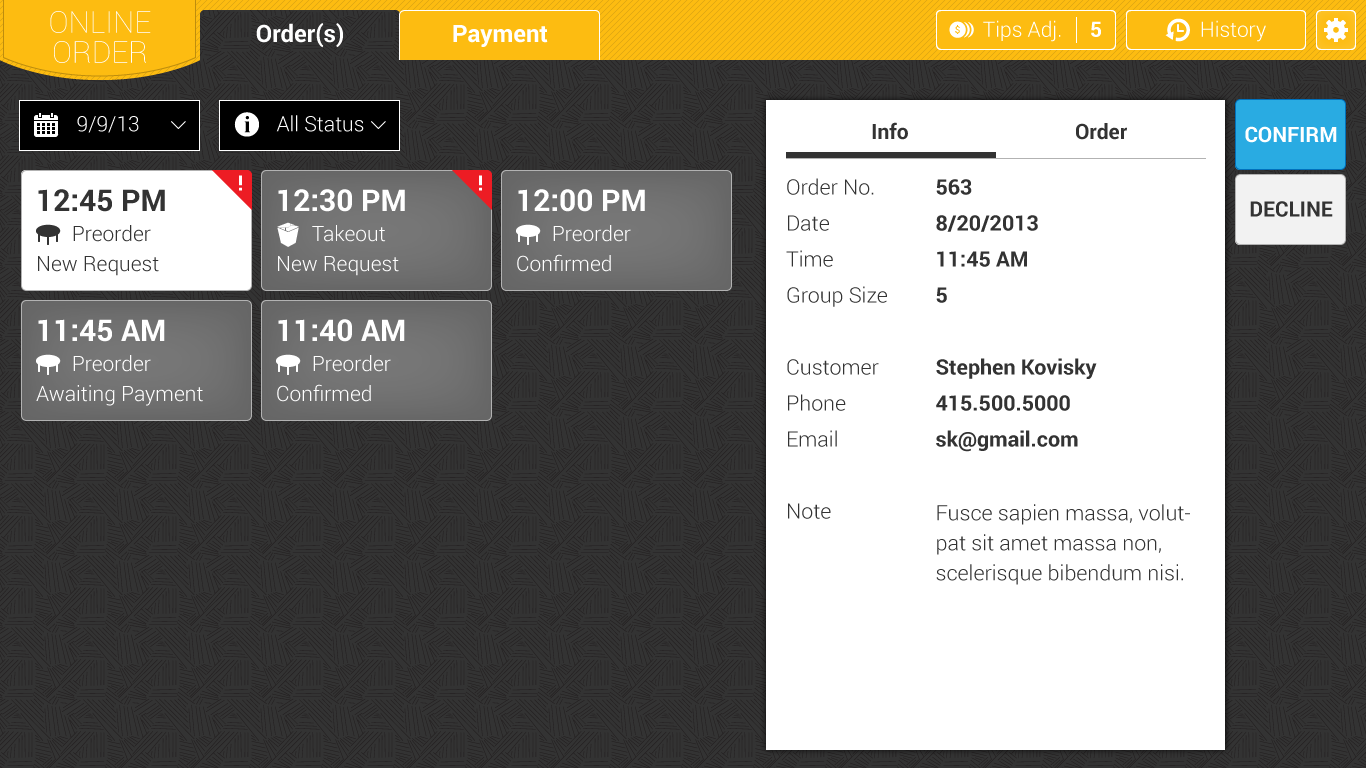 ONLINE
ORDER
Order(s)
Payment
Tips Adj. 5
History
9/9/13
All Status
12:45 PM
!
Preorder
New Request
12:30 PM
!
Takeout
New Request
12:00 PM
Preorder
Confirmed
11:45 AM
Preorder
Awaiting Payment
11:40 AM
Preorder
Confirmed
Info Order
Order No. 563
Date 8/20/2013
Time 11:45 AM
Group Size 5
Customer Stephen Kovisky
Phone 415.500.5000
Email sk@gmail.com
Note Fusce sapien massa, volut-
pat sit amet massa non,
scelerisque bibendum nisi.
CONFIRM
DECLINE